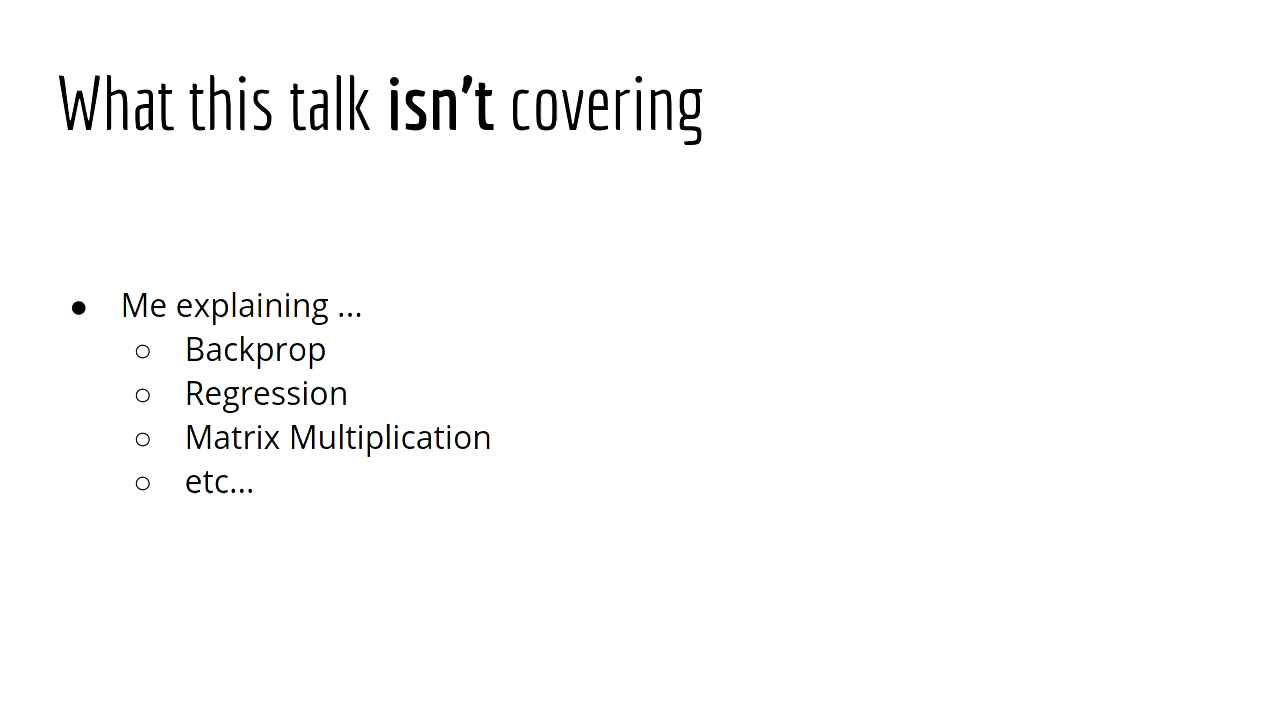 What this talk isn’t covering
● Me explaining ...
○ Backprop
○ Regression
○ Matrix Multiplication
○ etc...